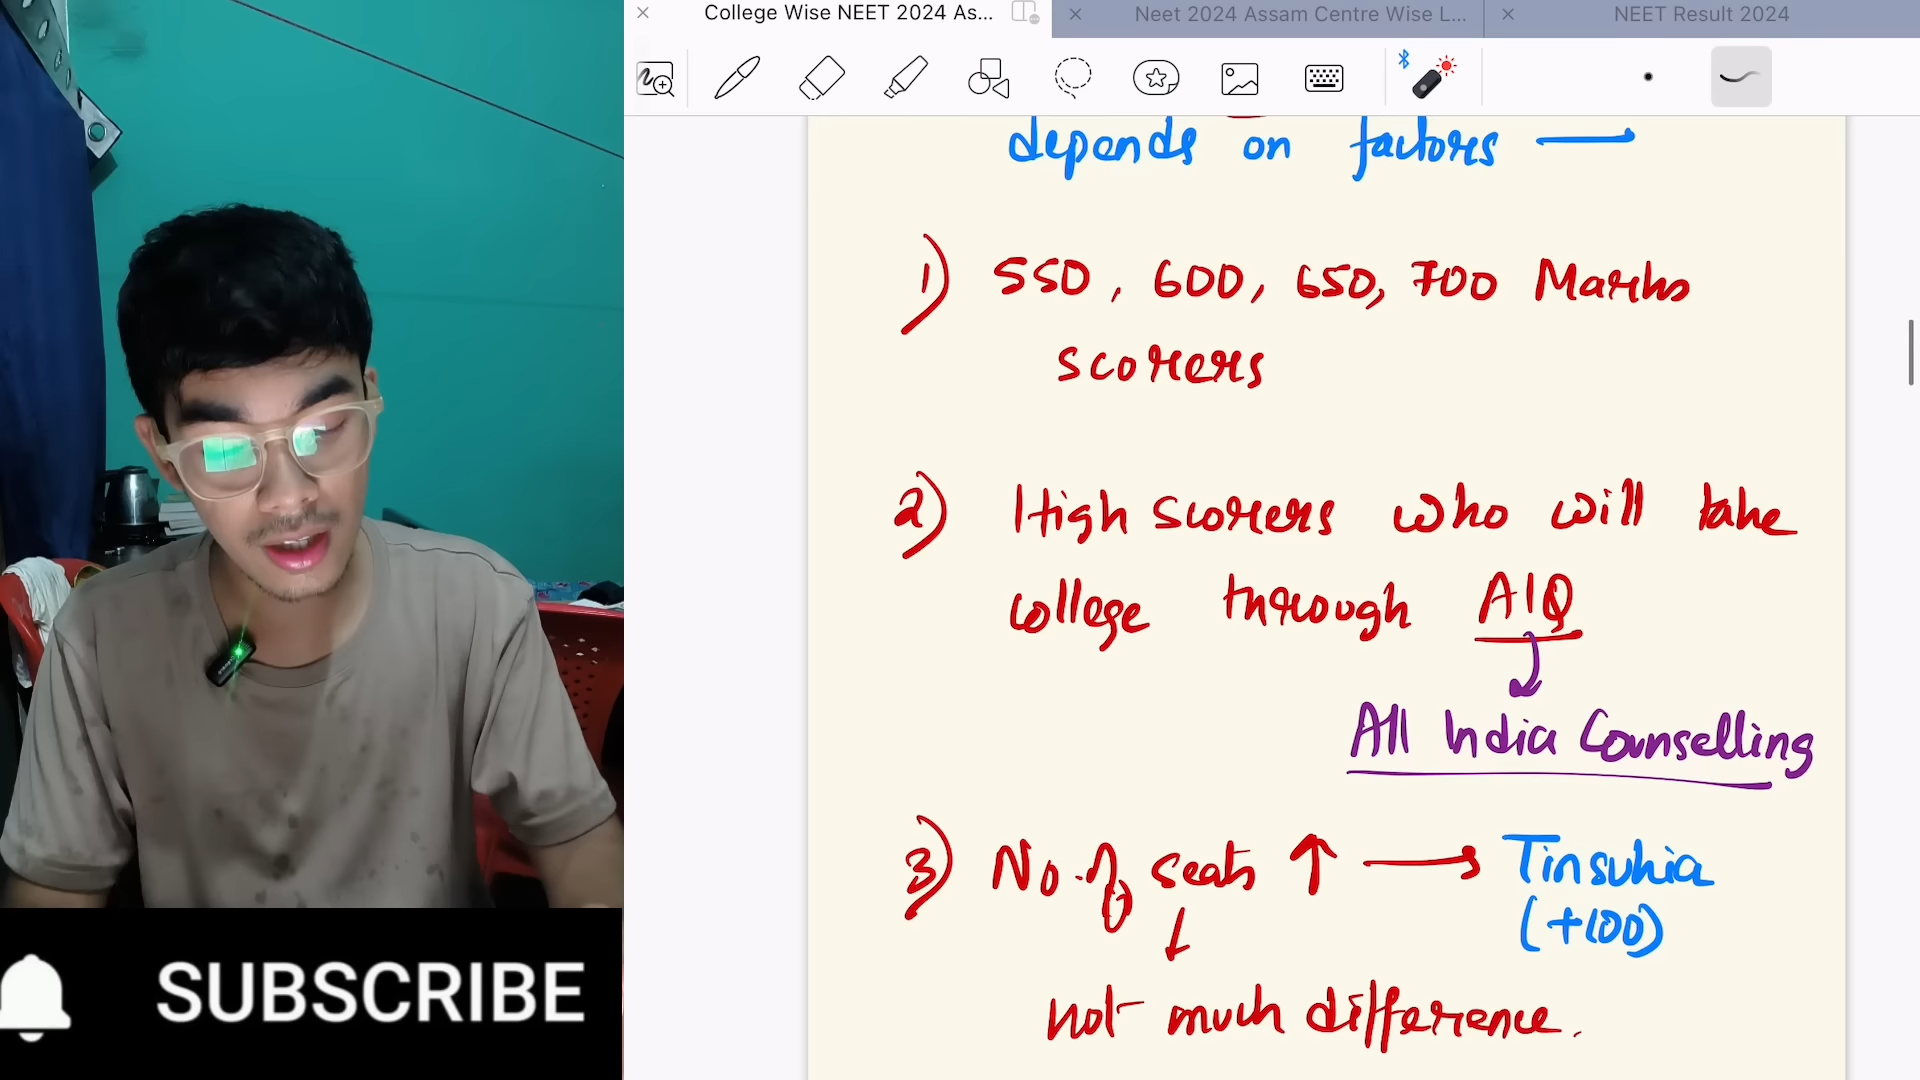 College Wise NEET 2024 As...
Neet 2024 Assam Centre Wise L...
NEET Result 2024
depends on factors
1) 550, 600, 650, 700 Marks
scorers
2) High scorers who will take
college through AIQ
All India Counselling
3) No. of seats ↑ → Tinsukia
(+100)
not much difference.
SUBSCRIBE